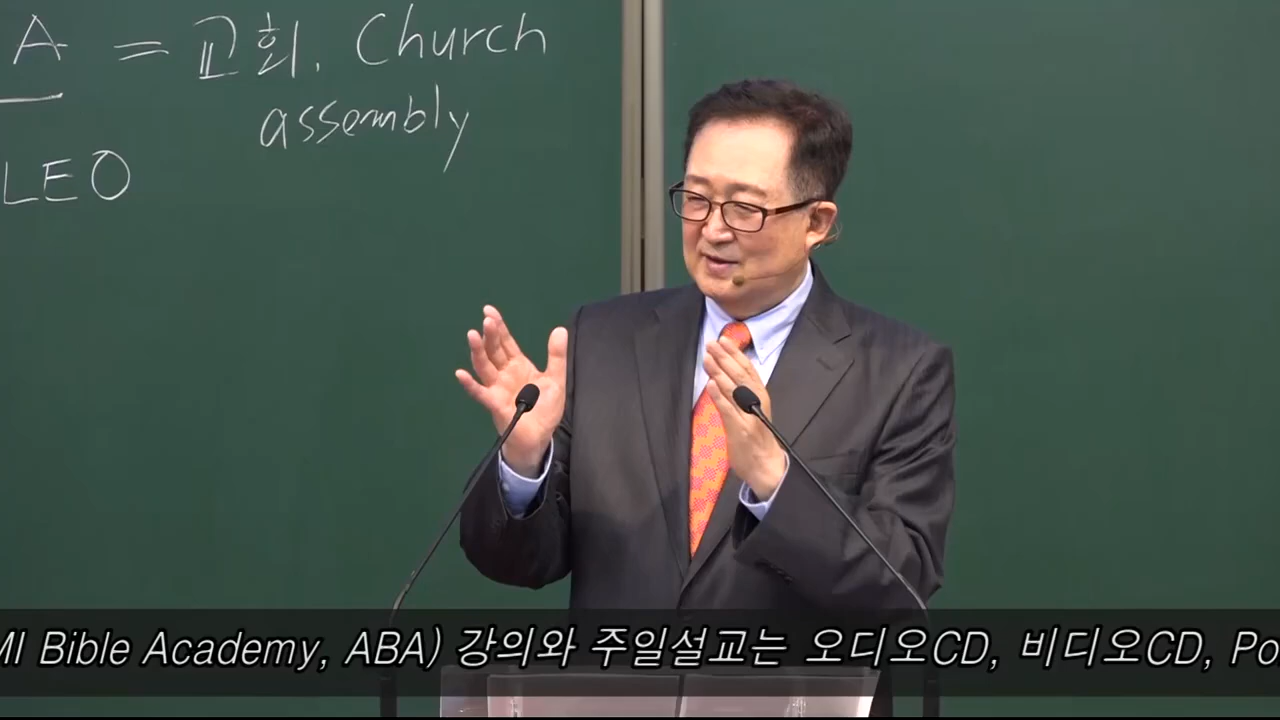 A = 교회. Church
assembly
LEO
MI Bible Academy, ABA) 강의와 주일설교는 오디오CD, 비디오CD, Po